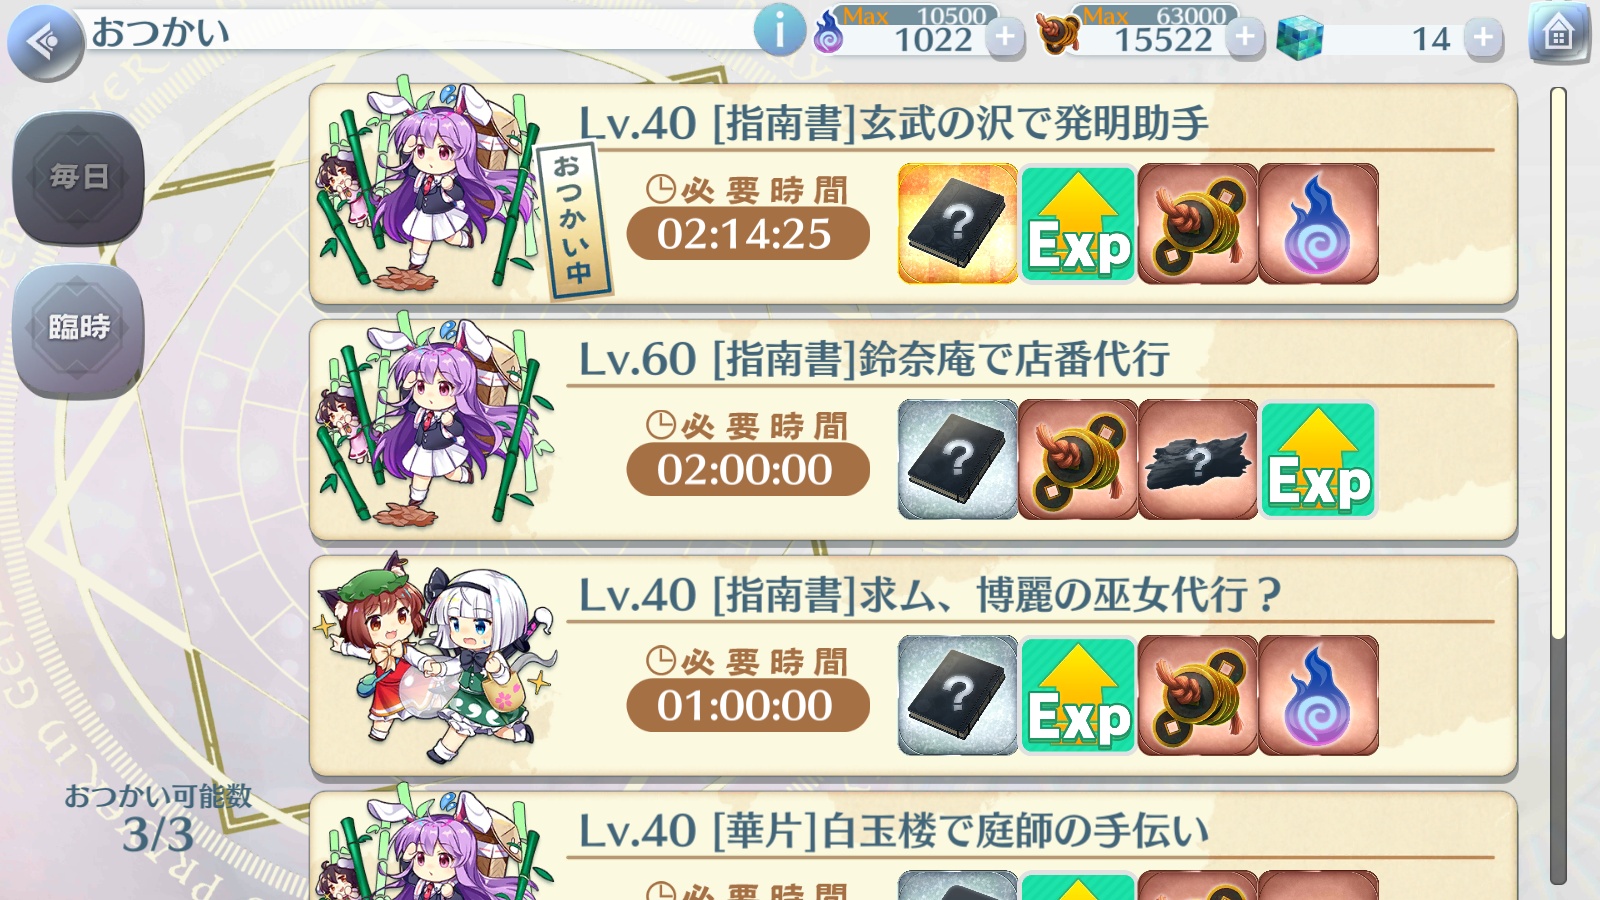 おつかい
i
Max 10500
1022
Max 63000
15522
14
毎日
臨時
おつかい可能数
3/3
Lv.40 [指南書]玄武の沢で発明助手
おつかい中
必要時間
02:14:25
?
Exp
Lv.60 [指南書]鈴奈庵で店番代行
必要時間
02:00:00
?
?
Exp
Lv.40 [指南書]求ム、博麗の巫女代行？
必要時間
01:00:00
?
Exp
Lv.40 [華片]白玉楼で庭師の手伝い
必要時間